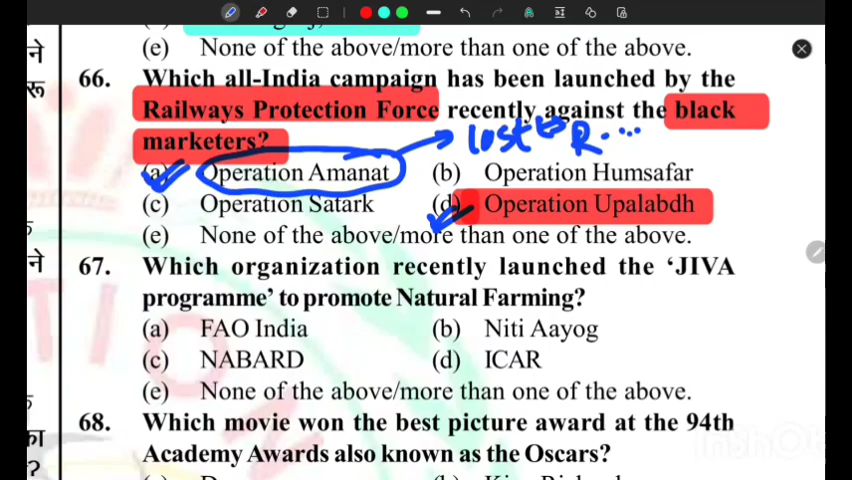 (e) None of the above/more than one of the above.
ने
66. Which all-India campaign has been launched by the
रू
Railways Protection Force recently against the black
marketers?
lost R...
(a) Operation Amanat (b) Operation Humsafar
(c) Operation Satark (d) Operation Upalabdh
(e) None of the above/more than one of the above.
ने
67. Which organization recently launched the ‘JIVA
programme’ to promote Natural Farming?
(a) FAO India (b) Niti Aayog
(c) NABARD (d) ICAR
(e) None of the above/more than one of the above.
68. Which movie won the best picture award at the 94th
का
Academy Awards also known as the Oscars?
?
InShOt
TION